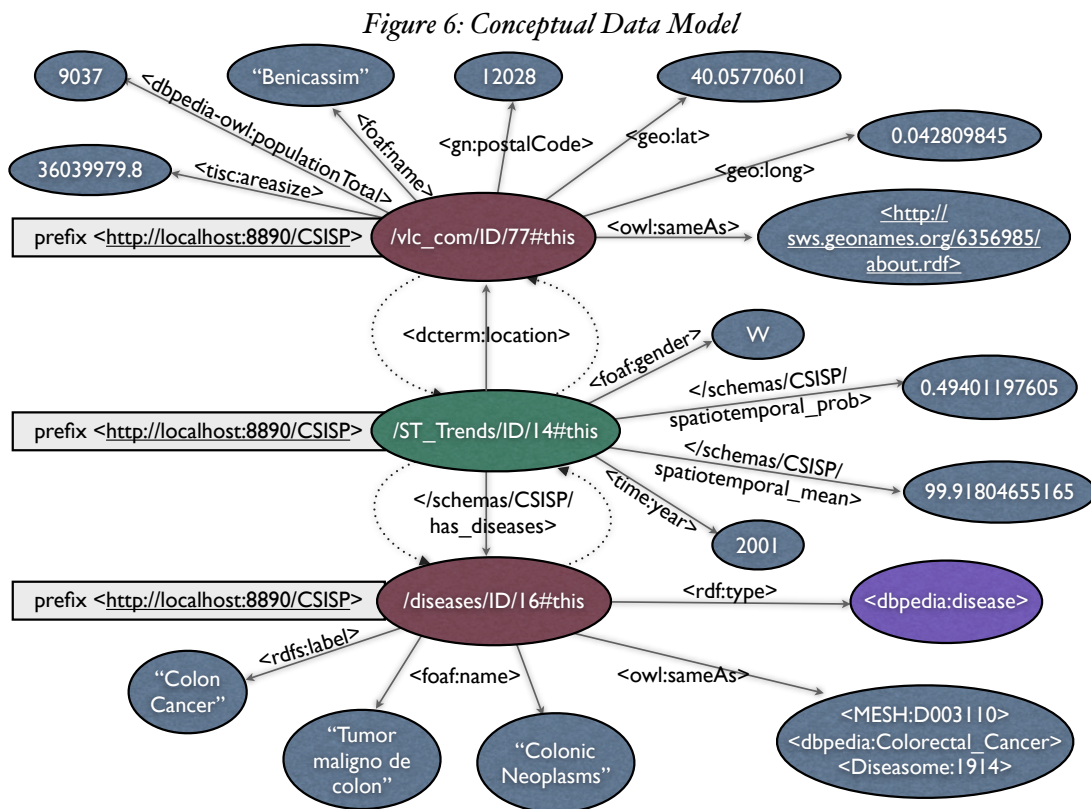 Figure 6: Conceptual Data Model
9037
“Benicassim”
12028
40.05770601
<dbpedia-owl:populationTotal>
<foaf:name>
<gn:postalCode>
<geo:lat>
0.042809845
36039979.8
<tisc:areasize>
<geo:long>
prefix <http://localhost:8890/CSISP>
/vlc_com/ID/77#this
<owl:sameAs>
<http://
sws.geonames.org/6356985/
about.rdf>
<dcterm:location>
<foaf:gender>
W
</schemas/CSISP/
spatiotemporal_prob>
0.49401197605
prefix <http://localhost:8890/CSISP>
/ST_Trends/ID/14#this
</schemas/CSISP/
spatiotemporal_mean>
99.91804655165
</schemas/CSISP/
has_diseases>
<time:year>
2001
prefix <http://localhost:8890/CSISP>
/diseases/ID/16#this
<rdf:type>
<dbpedia:disease>
<rdfs:label>
<foaf:name>
<owl:sameAs>
“Colon
Cancer”
“Tumor
maligno de
colon”
“Colonic
Neoplasms”
<MESH:D003110>
<dbpedia:Colorectal_Cancer>
<Diseasome:1914>